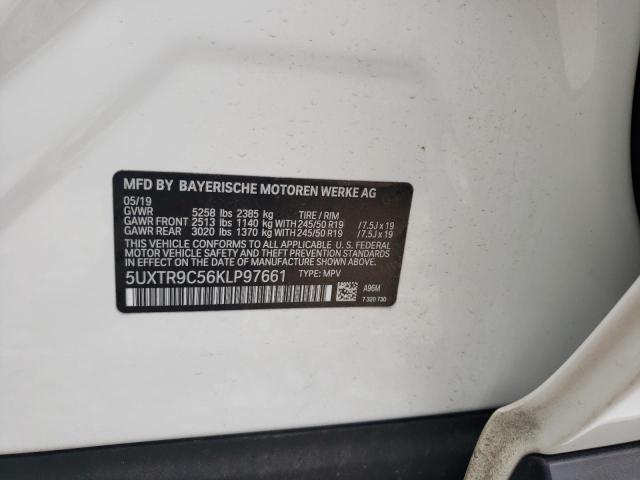 MFD BY BAYERISCHE MOTOREN WERKE AG
05/19
GVWR 5258 lbs 2385 kg TIRE / RIM
GAWR FRONT 2513 lbs 1140 kg WITH 245/50 R19 / 7.5J x 19
GAWR REAR 3020 lbs 1370 kg WITH 245/50 R19 / 7.5J x 19
THIS VEHICLE CONFORMS TO ALL APPLICABLE U.S. FEDERAL
MOTOR VEHICLE SAFETY, BUMPER, AND THEFT PREVENTION
STANDARDS IN EFFECT ON THE DATE OF MANUFACTURE SHOWN ABOVE.
5UXTR9C56KLP97661 TYPE: MPV
A96M
7 320 730